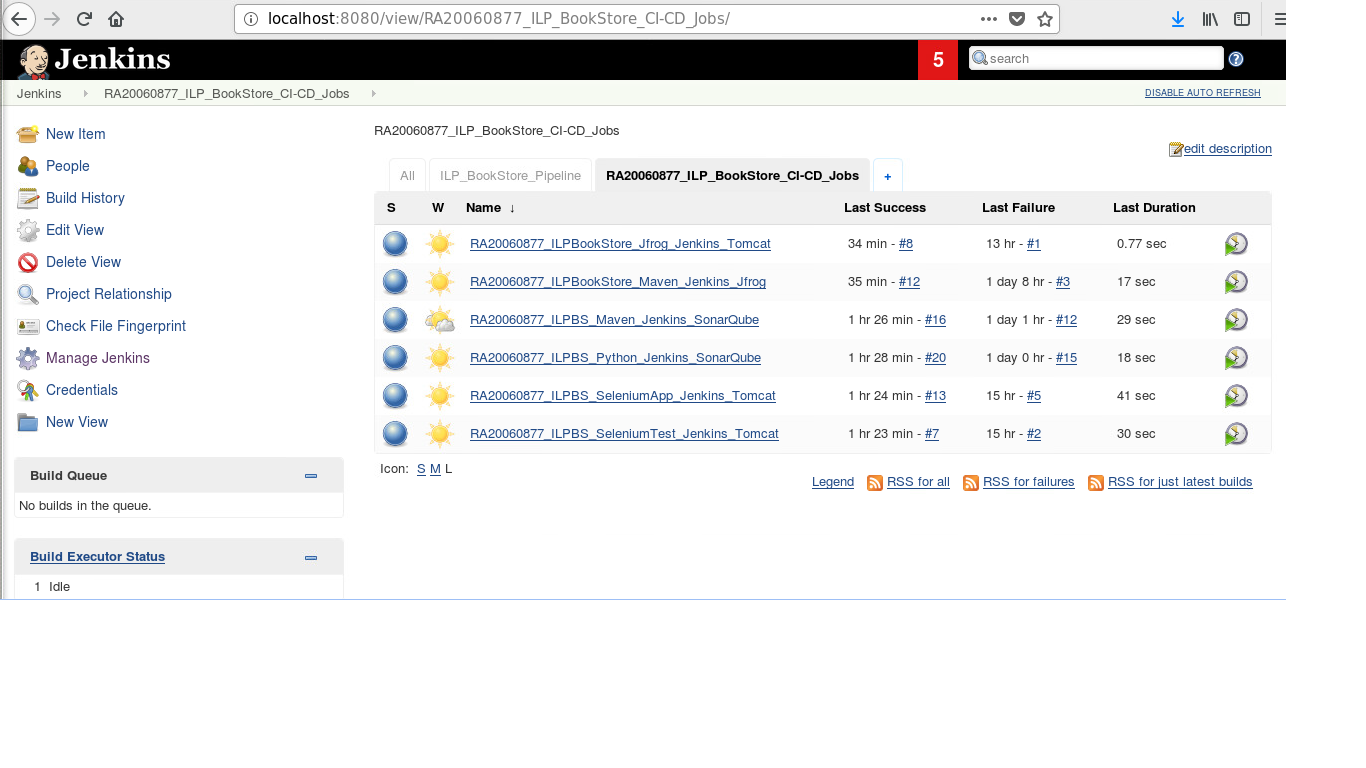 localhost:8080/view/RA20060877_ILP_BookStore_CI-CD_Jobs/
Jenkins
5
search
Jenkins
RA20060877_ILP_BookStore_CI-CD_Jobs
DISABLE AUTO REFRESH
New Item
People
Build History
Edit View
Delete View
Project Relationship
Check File Fingerprint
Manage Jenkins
Credentials
New View
Build Queue
No builds in the queue.
Build Executor Status
1 Idle
RA20060877_ILP_BookStore_CI-CD_Jobs
edit description
All ILP_BookStore_Pipeline RA20060877_ILP_BookStore_CI-CD_Jobs +
S W Name ↓ Last Success Last Failure Last Duration
RA20060877_ILPBookStore_Jfrog_Jenkins_Tomcat 34 min - #8 13 hr - #1 0.77 sec
RA20060877_ILPBookStore_Maven_Jenkins_Jfrog 35 min - #12 1 day 8 hr - #3 17 sec
RA20060877_ILPBS_Maven_Jenkins_SonarQube 1 hr 26 min - #16 1 day 1 hr - #12 29 sec
RA20060877_ILPBS_Python_Jenkins_SonarQube 1 hr 28 min - #20 1 day 0 hr - #15 18 sec
RA20060877_ILPBS_SeleniumApp_Jenkins_Tomcat 1 hr 24 min - #13 15 hr - #5 41 sec
RA20060877_ILPBS_SeleniumTest_Jenkins_Tomcat 1 hr 23 min - #7 15 hr - #2 30 sec
Icon: S M L
Legend RSS for all RSS for failures RSS for just latest builds